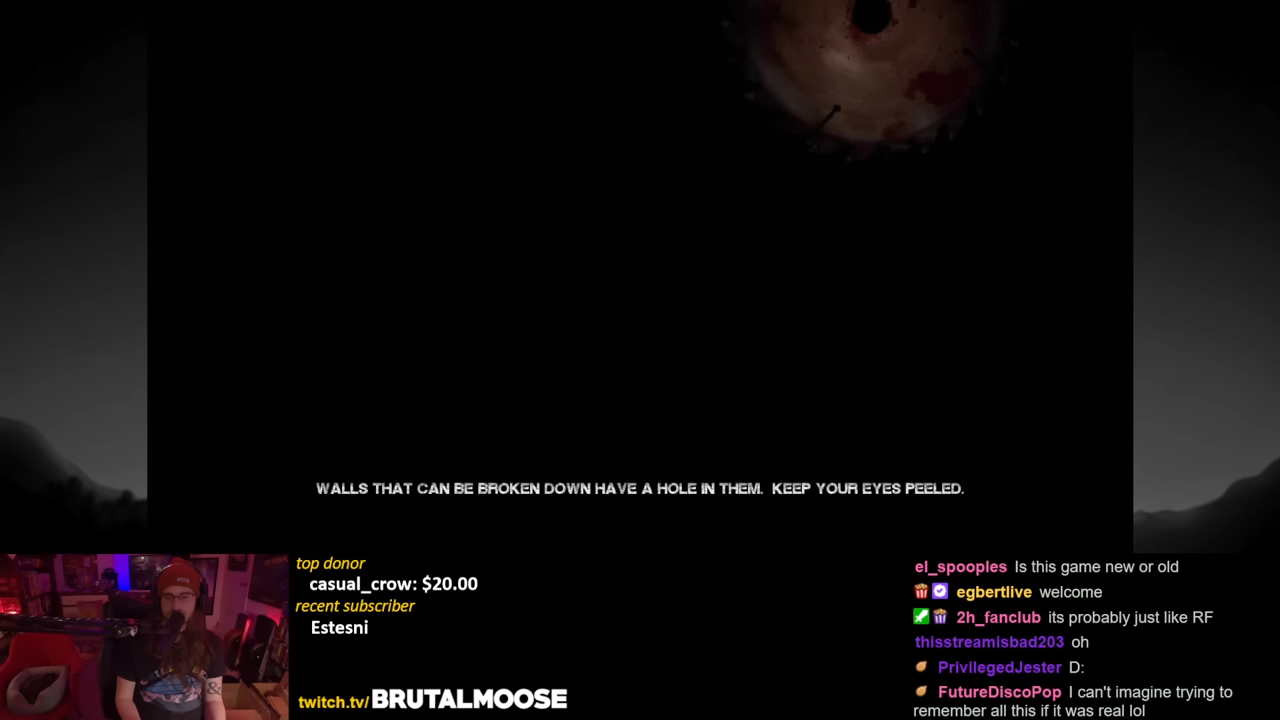 WALLS THAT CAN BE BROKEN DOWN HAVE A HOLE IN THEM. KEEP YOUR EYES PEELED.
top donor
casual_crow: $20.00
recent subscriber
Estesni
twitch.tv/BRUTALMOOSE
el_spooples Is this game new or old
egbertlive welcome
2h_fanclub its probably just like RF
thisstreamisbad203 oh
PrivilegedJester D:
FutureDiscoPop I can't imagine trying to
remember all this if it was real lol